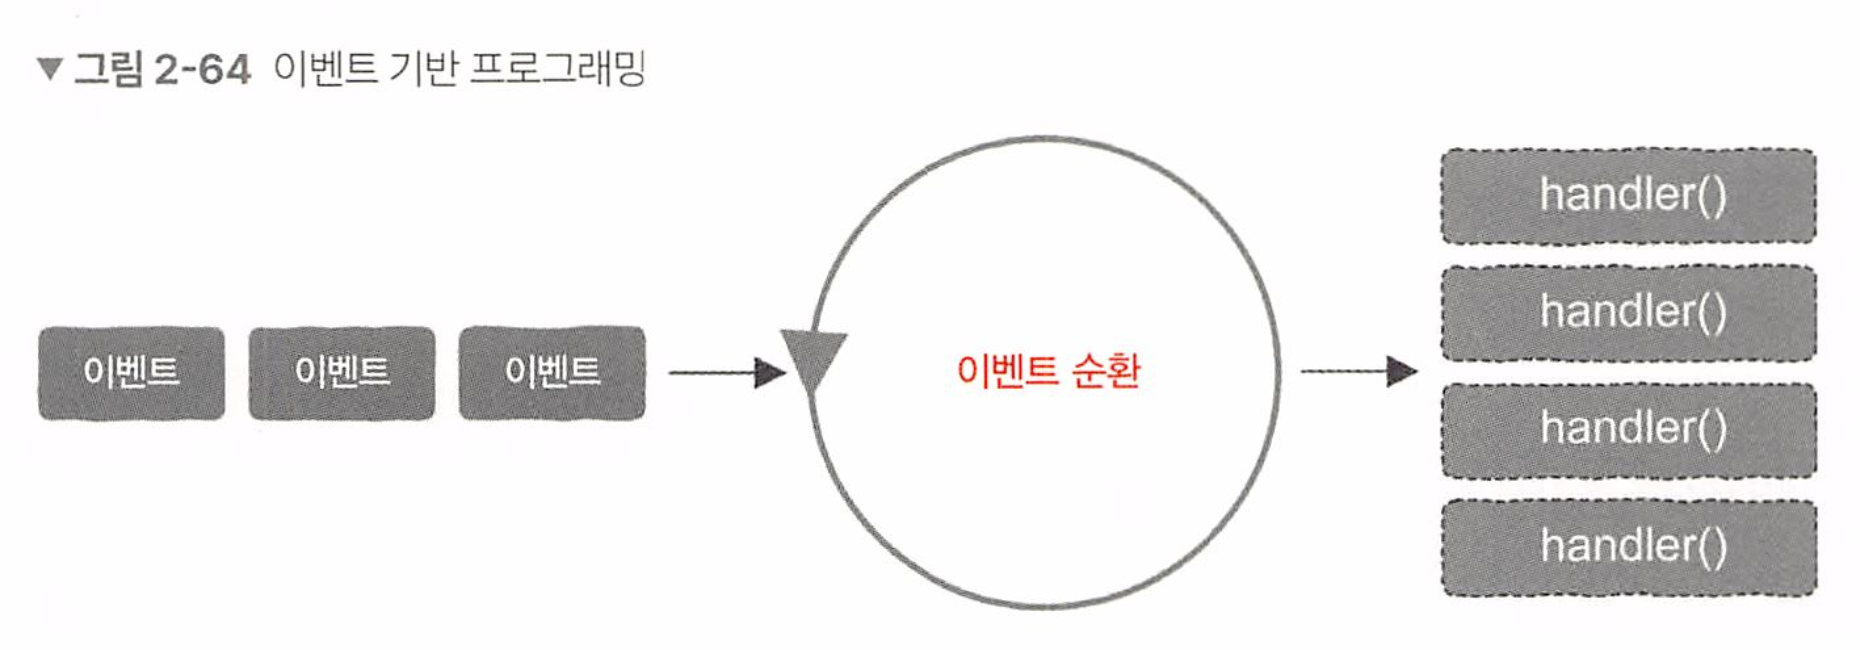 ▼ 그림 2-64 이벤트 기반 프로그래밍
이벤트 이벤트 이벤트
이벤트 순환
handler()
handler()
handler()
handler()